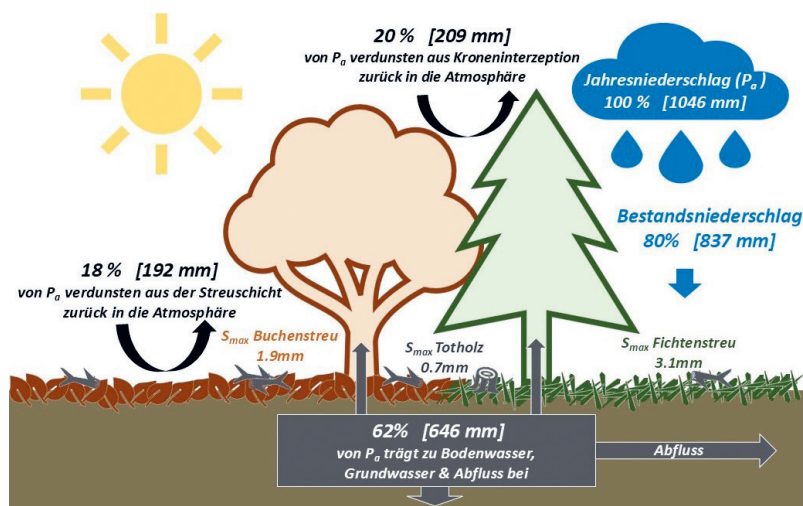 20 % [209 mm]
von Pa verdunsten aus Kroneninterzeption
zurück in die Atmosphäre
Jahresniederschlag (Pa)
100 % [1046 mm]
Bestandsniederschlag
80% [837 mm]
18 % [192 mm]
von Pa verdunsten aus der Streuschicht
zurück in die Atmosphäre
Smax Buchenstreu
1.9mm
Smax Totholz
0.7mm
Smax Fichtenstreu
3.1mm
62% [646 mm]
von Pa trägt zu Bodenwasser,
Grundwasser & Abfluss bei
Abfluss